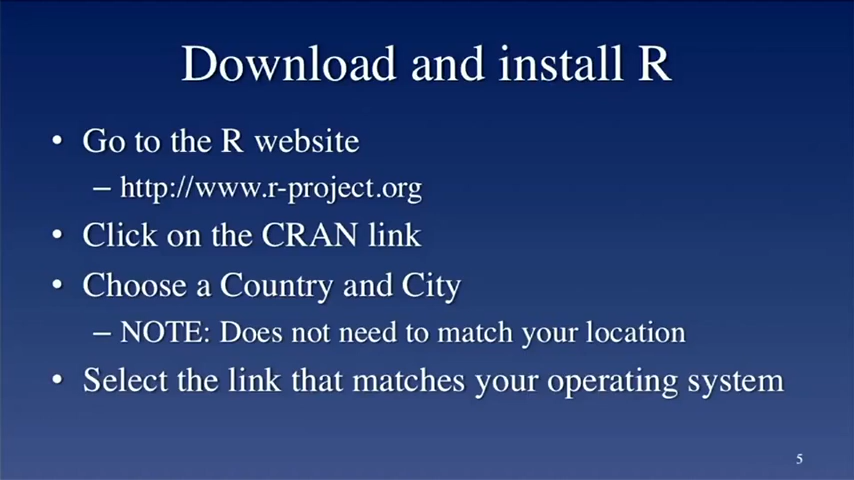 Download and install R
• Go to the R website
– http://www.r-project.org
• Click on the CRAN link
• Choose a Country and City
– NOTE: Does not need to match your location
• Select the link that matches your operating system
5